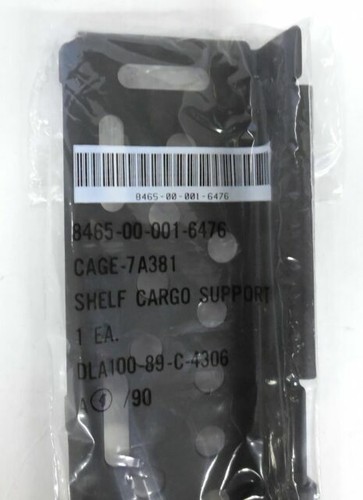 8465-00-001-6476
8465-00-001-6476
CAGE-7A381
SHELF CARGO SUPPORT
1 EA.
DLA100-89-C-4306
A 4 /90